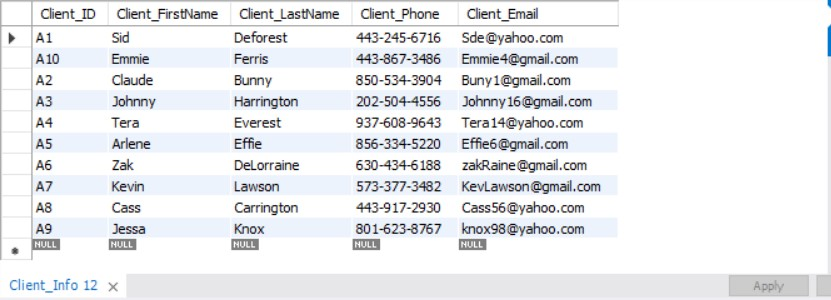 Client_ID Client_FirstName Client_LastName Client_Phone Client_Email
A1 Sid Deforest 443-245-6716 Sde@yahoo.com
A10 Emmie Ferris 443-867-3486 Emmie4@gmail.com
A2 Claude Bunny 850-534-3904 Buny1@gmail.com
A3 Johnny Harrington 202-504-4556 Johnny16@gmail.com
A4 Tera Everest 937-608-9643 Tera14@yahoo.com
A5 Arlene Effie 856-334-5220 Effie6@gmail.com
A6 Zak DeLorraine 630-434-6188 zakRaine@gmail.com
A7 Kevin Lawson 573-377-3482 KevLawson@gmail.com
A8 Cass Carrington 443-917-2930 Cass56@yahoo.com
A9 Jessa Knox 801-623-8767 knox98@yahoo.com
NULL NULL NULL NULL NULL
Client_Info 12 Apply